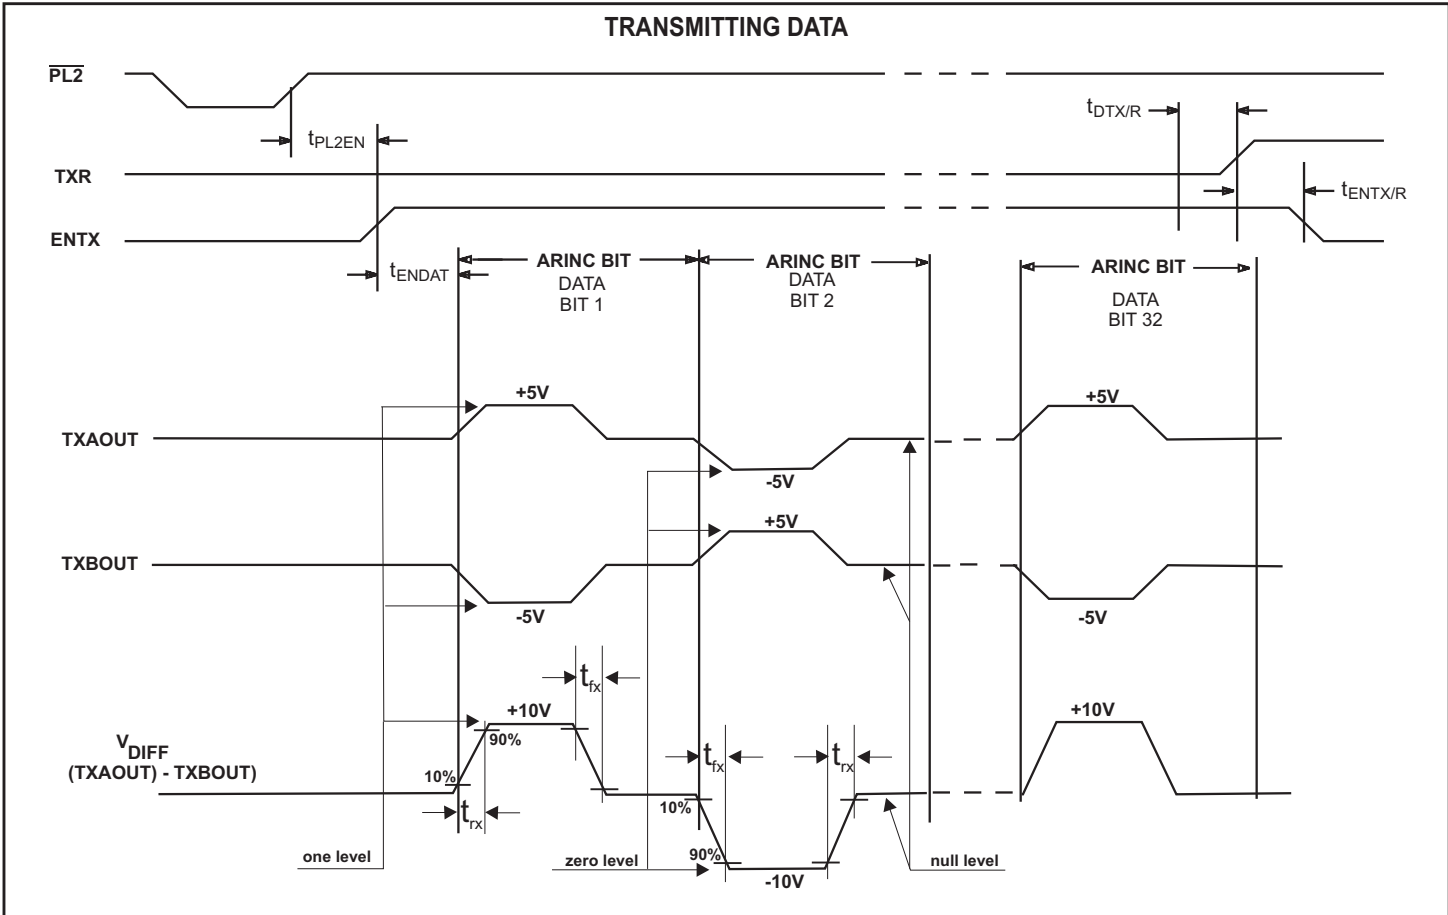 TRANSMITTING DATA
PL2
tDTX/R
tPL2EN
TXR
tENTX/R
ENTX
tENDAT
ARINC BIT
DATA
BIT 1
ARINC BIT
DATA
BIT 2
ARINC BIT
DATA
BIT 32
+5V
+5V
TXAOUT
-5V
+5V
TXBOUT
-5V
-5V
tfx
+10V
+10V
VDIFF
(TXAOUT) - TXBOUT)
90%
tfx
trx
10%
10%
trx
90%
one level
zero level
null level
-10V